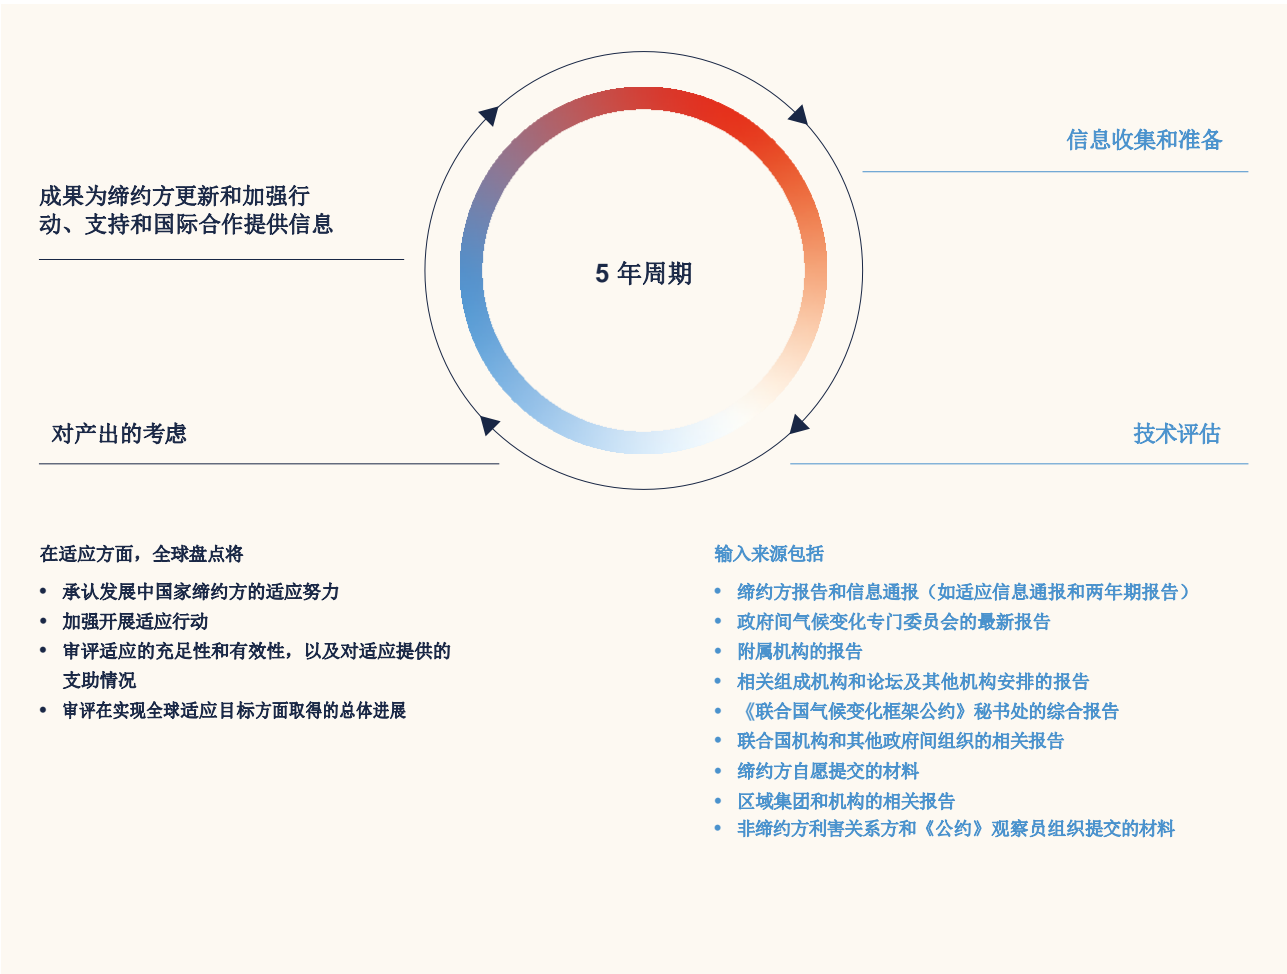 信息收集和准备
成果为缔约方更新和加强行
动、支持和国际合作提供信息
5 年周期
对产出的考虑
技术评估
在适应方面，全球盘点将
• 承认发展中国家缔约方的适应努力
• 加强开展适应行动
• 审评适应的充足性和有效性，以及对适应提供的
支助情况
• 审评在实现全球适应目标方面取得的总体进展
输入来源包括
• 缔约方报告和信息通报（如适应信息通报和两年期报告）
• 政府间气候变化专门委员会的最新报告
• 附属机构的报告
• 相关组成机构和论坛及其他机构安排的报告
• 《联合国气候变化框架公约》秘书处的综合报告
• 联合国机构和其他政府间组织的相关报告
• 缔约方自愿提交的材料
• 区域集团和机构的相关报告
• 非缔约方利害关系方和《公约》观察员组织提交的材料